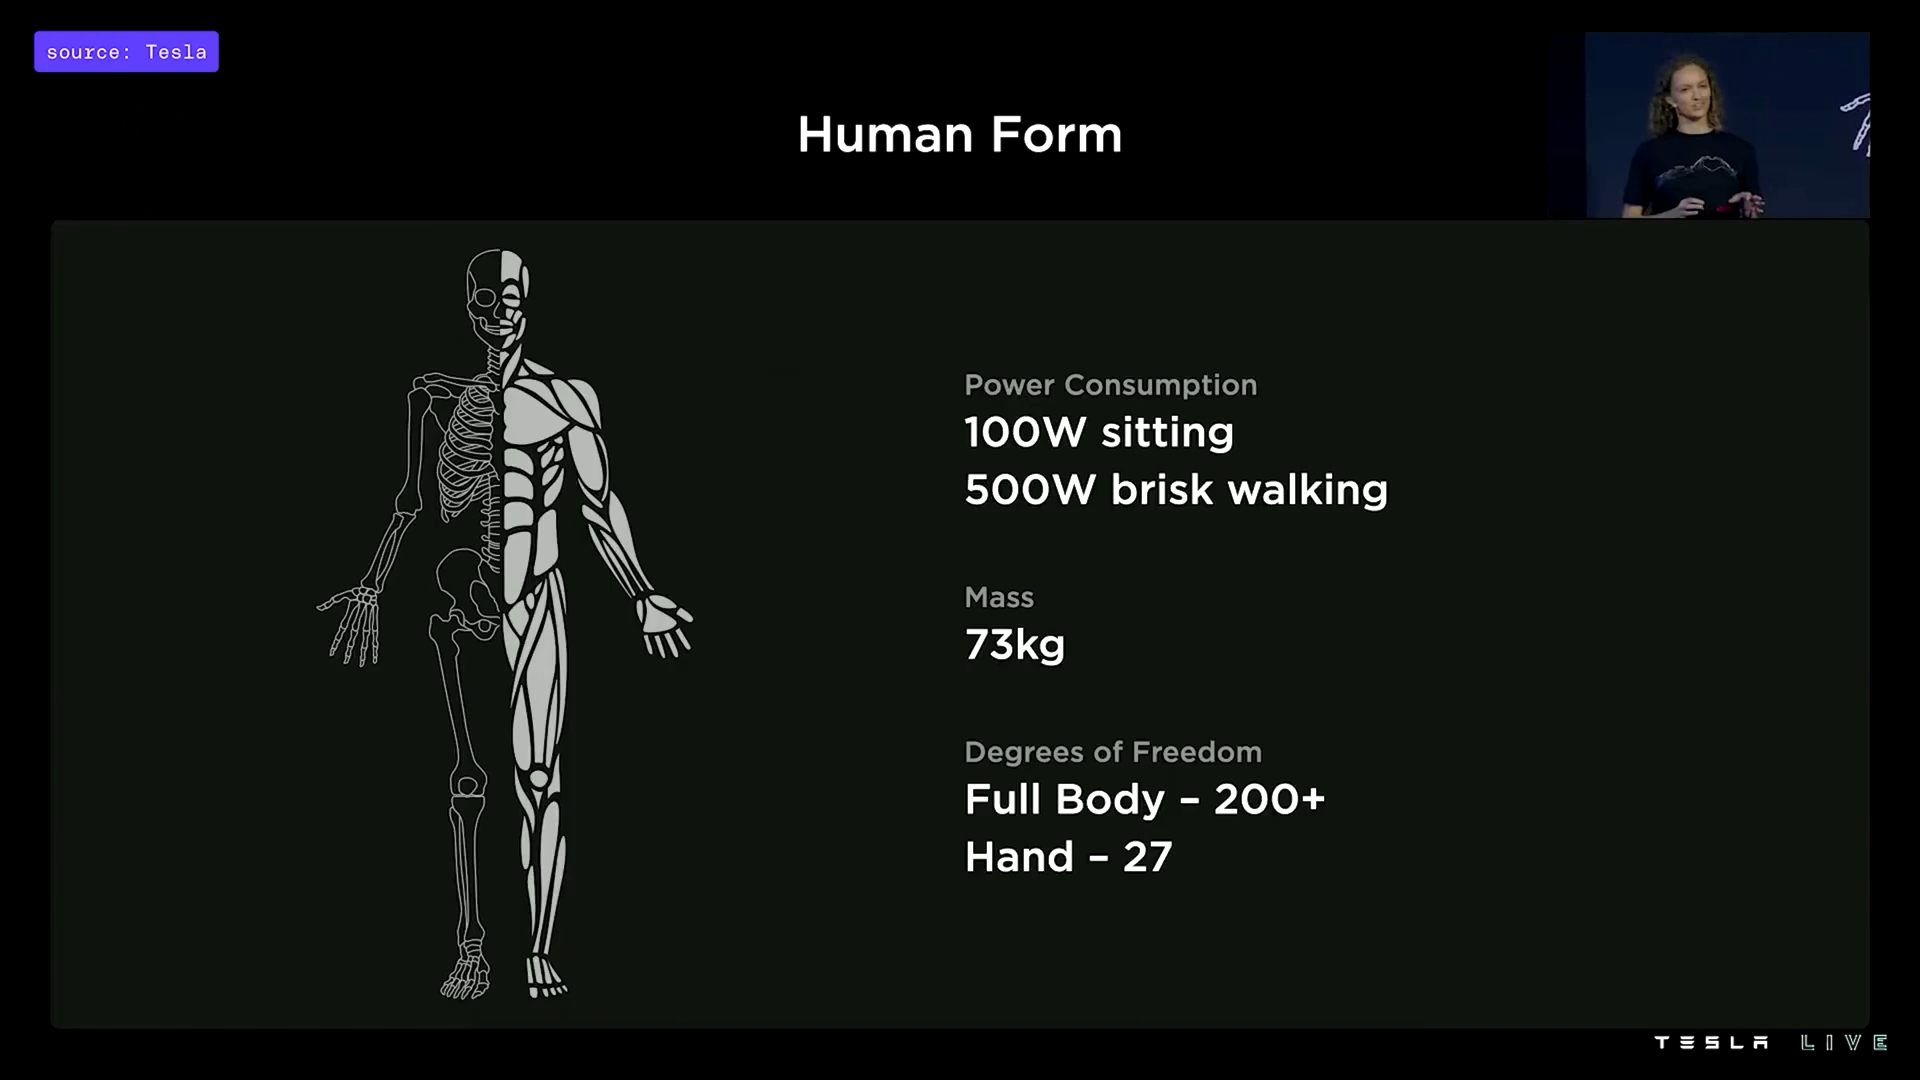 source: Tesla
Human Form
Power Consumption
100W sitting
500W brisk walking
Mass
73kg
Degrees of Freedom
Full Body – 200+
Hand – 27
TESLA LIVE